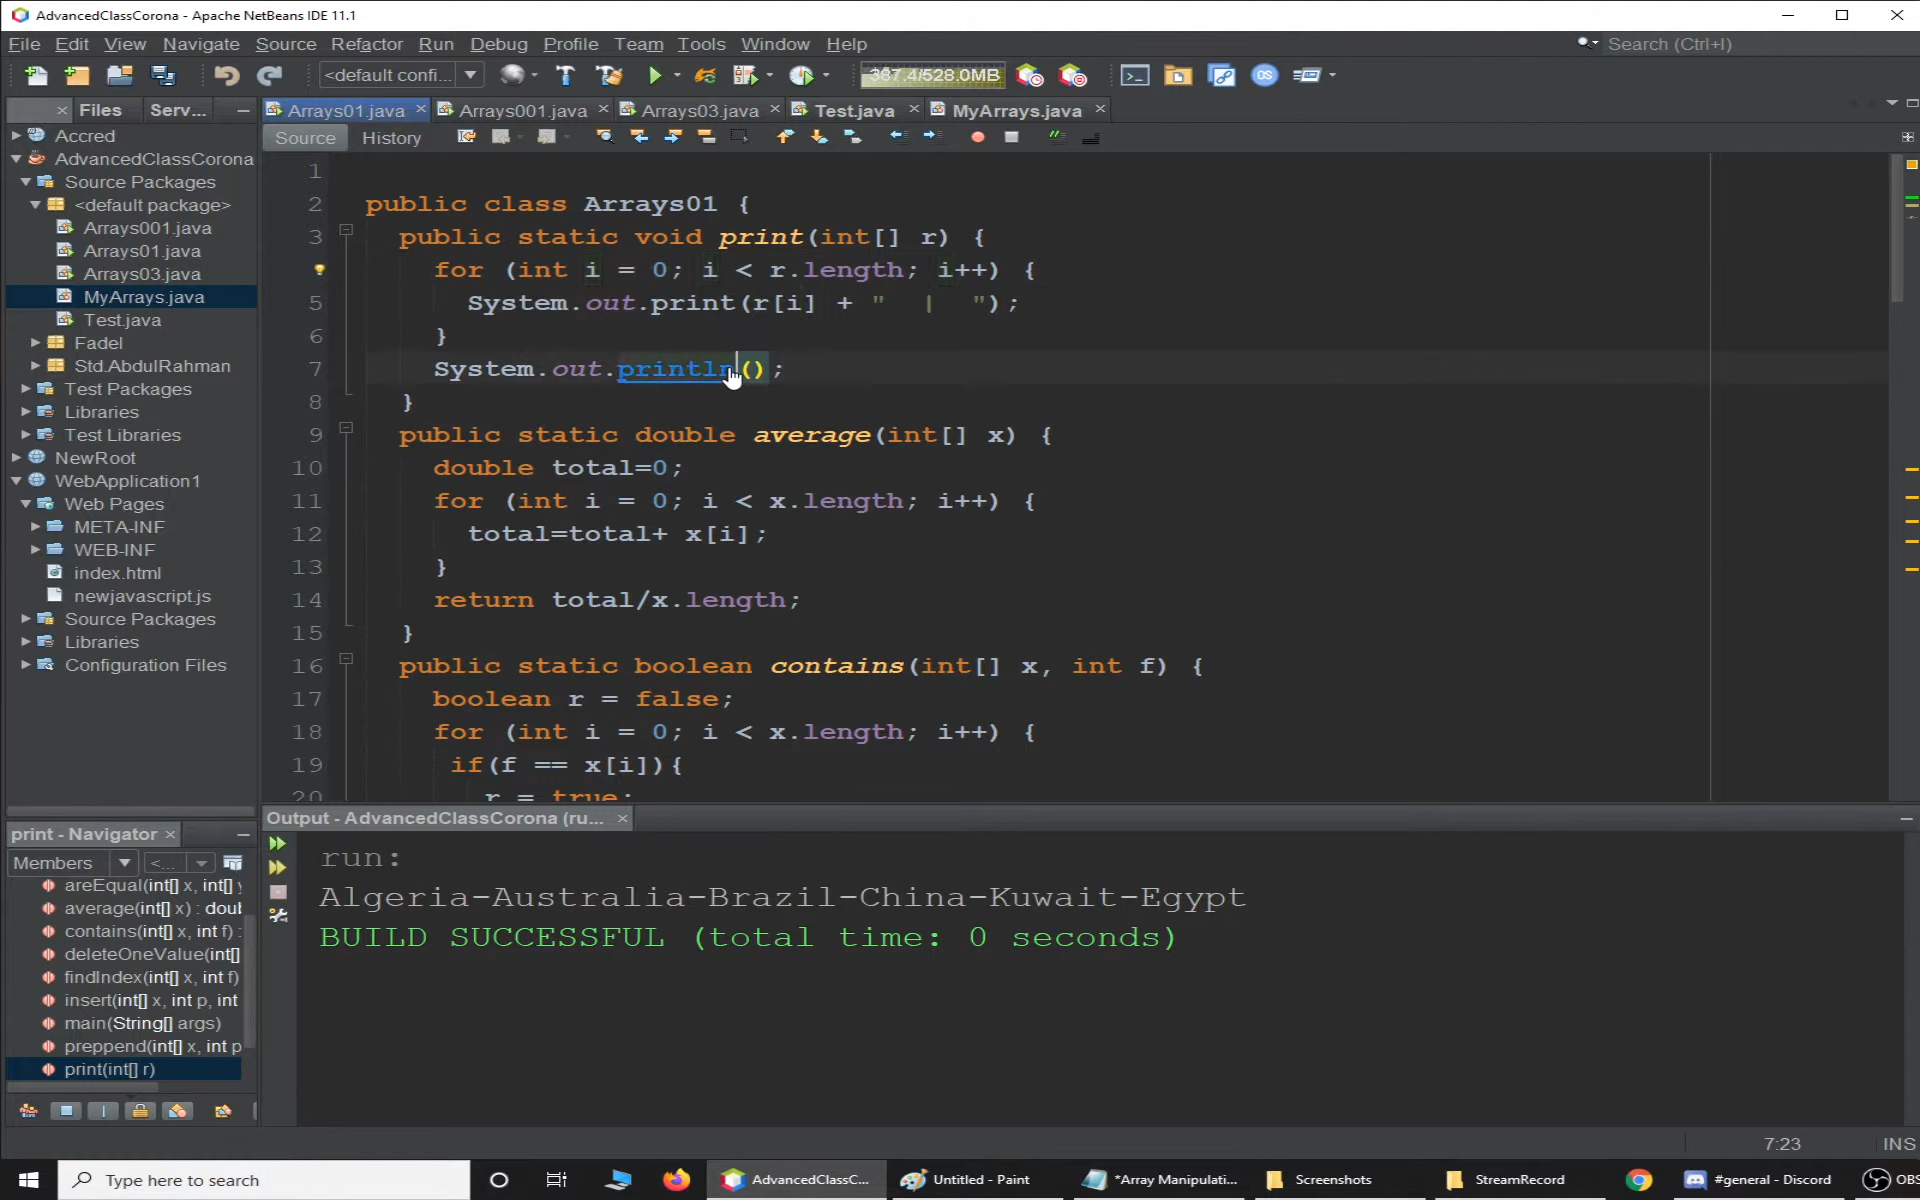 AdvancedClassCorona - Apache NetBeans IDE 11.1
File Edit View Navigate Source Refactor Run Debug Profile Team Tools Window Help
Search (Ctrl+I)
<default confi...
387.4/528.0MB
Files Serv...
Arrays01.java Arrays001.java Arrays03.java Test.java MyArrays.java
Source History
Accred
AdvancedClassCorona
Source Packages
<default package>
Arrays001.java
Arrays01.java
Arrays03.java
MyArrays.java
Test.java
Fadel
Std.AbdulRahman
Test Packages
Libraries
Test Libraries
NewRoot
WebApplication1
Web Pages
META-INF
WEB-INF
index.html
newjavascript.js
Source Packages
Libraries
Configuration Files
1
2 public class Arrays01 {
3 public static void print(int[] r) {
for (int i = 0; i < r.length; i++) {
5 System.out.print(r[i] + "  |  ");
6 }
7 System.out.println();
8 }
9 public static double average(int[] x) {
10 double total=0;
11 for (int i = 0; i < x.length; i++) {
12 total=total+ x[i];
13 }
14 return total/x.length;
15 }
16 public static boolean contains(int[] x, int f) {
17 boolean r = false;
18 for (int i = 0; i < x.length; i++) {
19 if(f == x[i]){
20 r = true;
print - Navigator
Members <...
areEqual(int[] x, int[] y
average(int[] x) : doub
contains(int[] x, int f) :
deleteOneValue(int[]
findIndex(int[] x, int f)
insert(int[] x, int p, int
main(String[] args)
preppend(int[] x, int p
print(int[] r)
Output - AdvancedClassCorona (ru...
run:
Algeria-Australia-Brazil-China-Kuwait-Egypt
BUILD SUCCESSFUL (total time: 0 seconds)
7:23 INS
Type here to search
AdvancedClassC...
Untitled - Paint
*Array Manipulati...
Screenshots
StreamRecord
#general - Discord
OBS